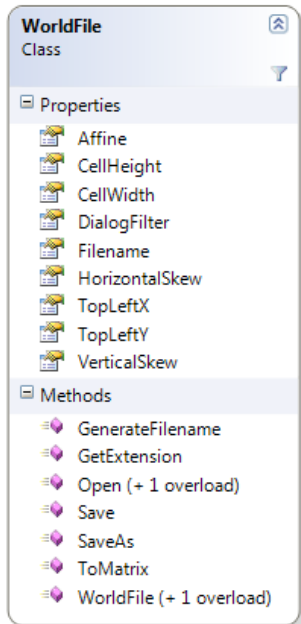 WorldFile
Class
Properties
Affine
CellHeight
CellWidth
DialogFilter
Filename
HorizontalSkew
TopLeftX
TopLeftY
VerticalSkew
Methods
GenerateFilename
GetExtension
Open (+ 1 overload)
Save
SaveAs
ToMatrix
WorldFile (+ 1 overload)